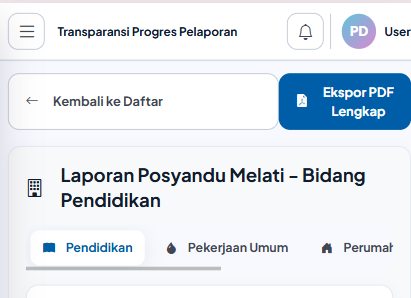 Transparansi Progres Pelaporan
PD
User
Kembali ke Daftar
Ekspor PDF
Lengkap
Laporan Posyandu Melati - Bidang
Pendidikan
Pendidikan
Pekerjaan Umum
Perumah